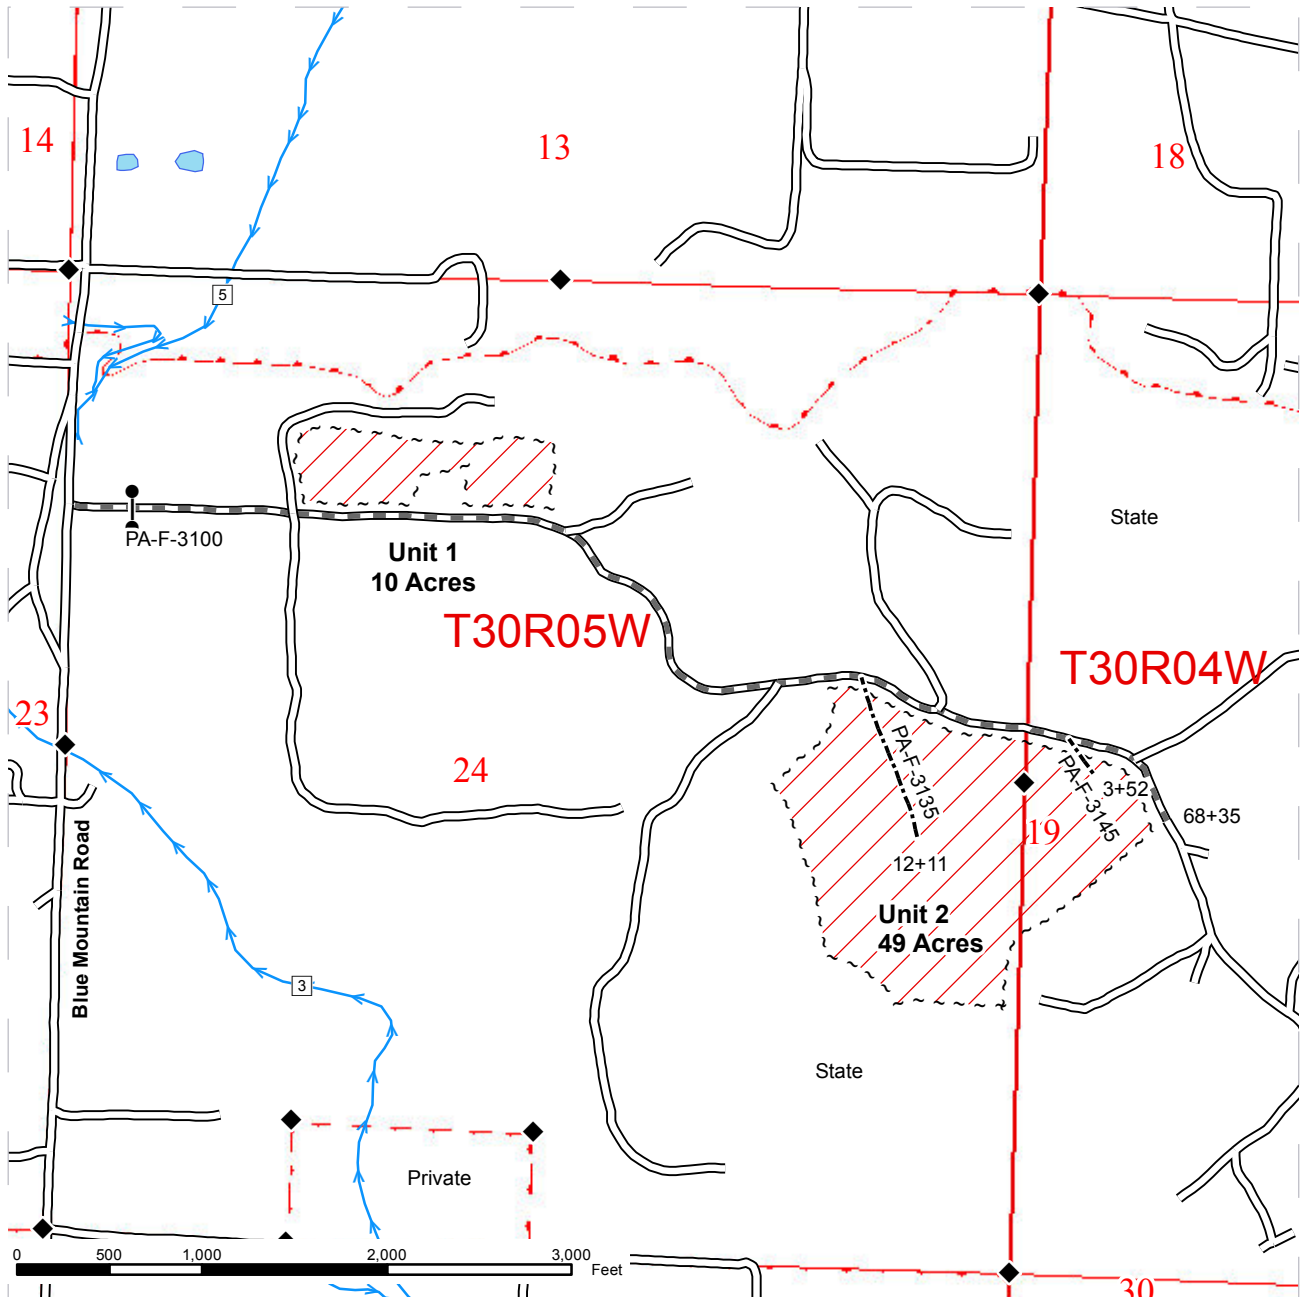 14
13
18
5
PA-F-3100
Unit 1
10 Acres
State
T30R05W
T30R04W
23
24
PA-F-3135
PA-F-3145
3+52
68+35
19
12+11
Unit 2
49 Acres
Blue Mountain Road
3
State
Private
0 500 1,000 2,000 3,000
Feet
30